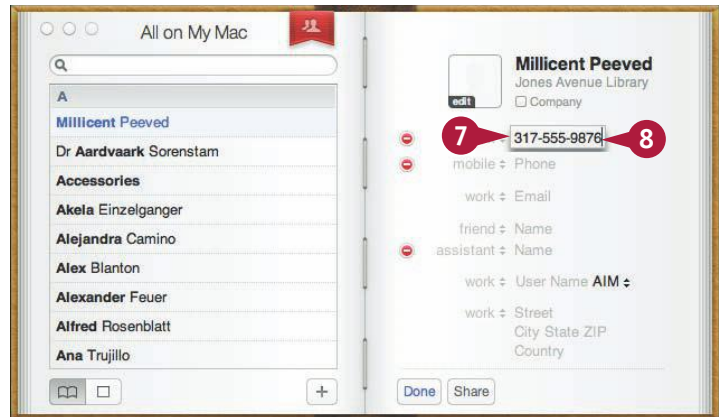 All on My Mac
A
Millicent Peeved
Dr Aardvaark Sorenstam
Accessories
Akela Einzelganger
Alejandra Camino
Alex Blanton
Alexander Feuer
Alfred Rosenblatt
Ana Trujillo
Millicent Peeved
Jones Avenue Library
edit
Company
7 317-555-9876 8
mobile Phone
work Email
friend Name
assistant Name
work User Name AIM
work Street
City State ZIP
Country
Done Share